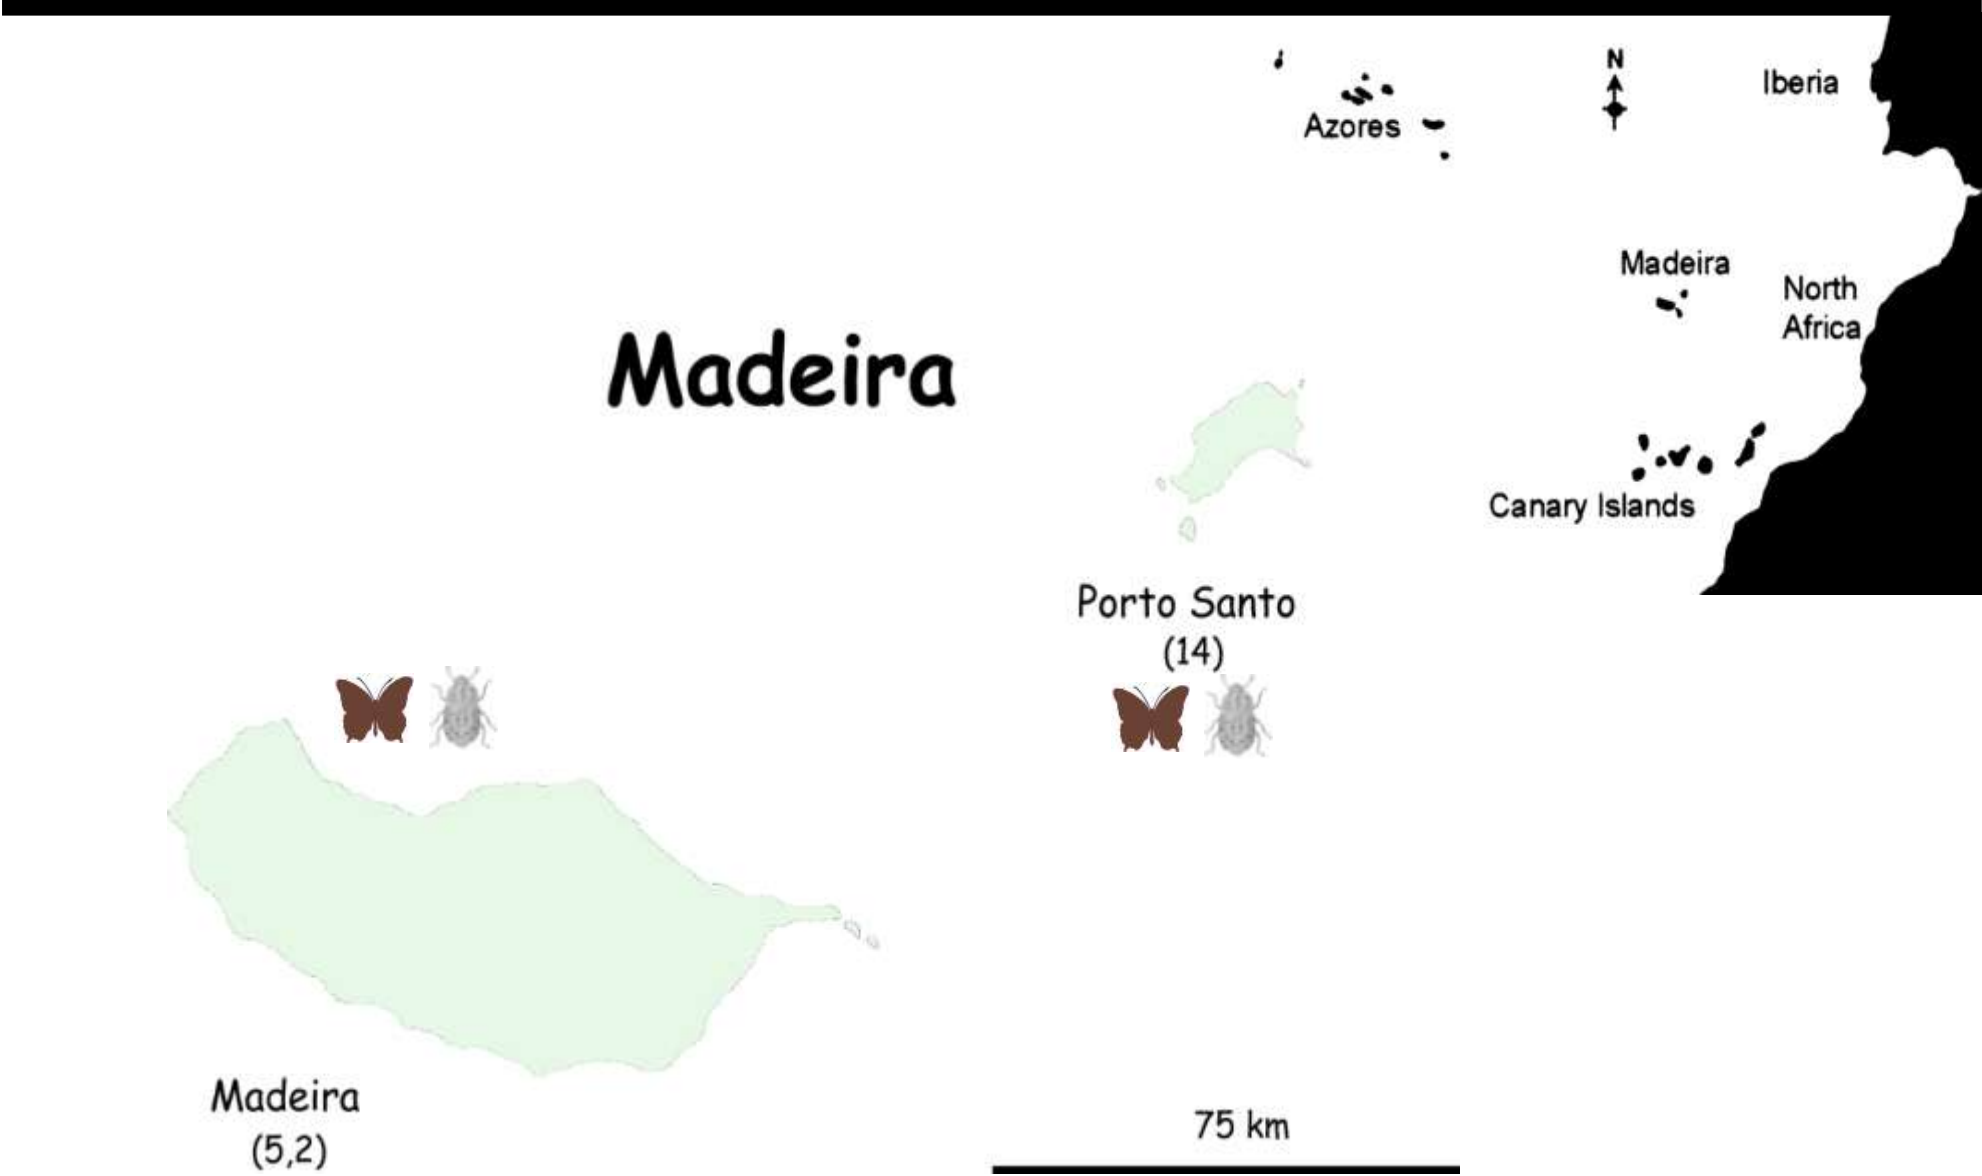 N
Iberia
Azores
Madeira
North
Africa
Madeira
Canary Islands
Porto Santo
(14)
Madeira
(5,2)
75 km